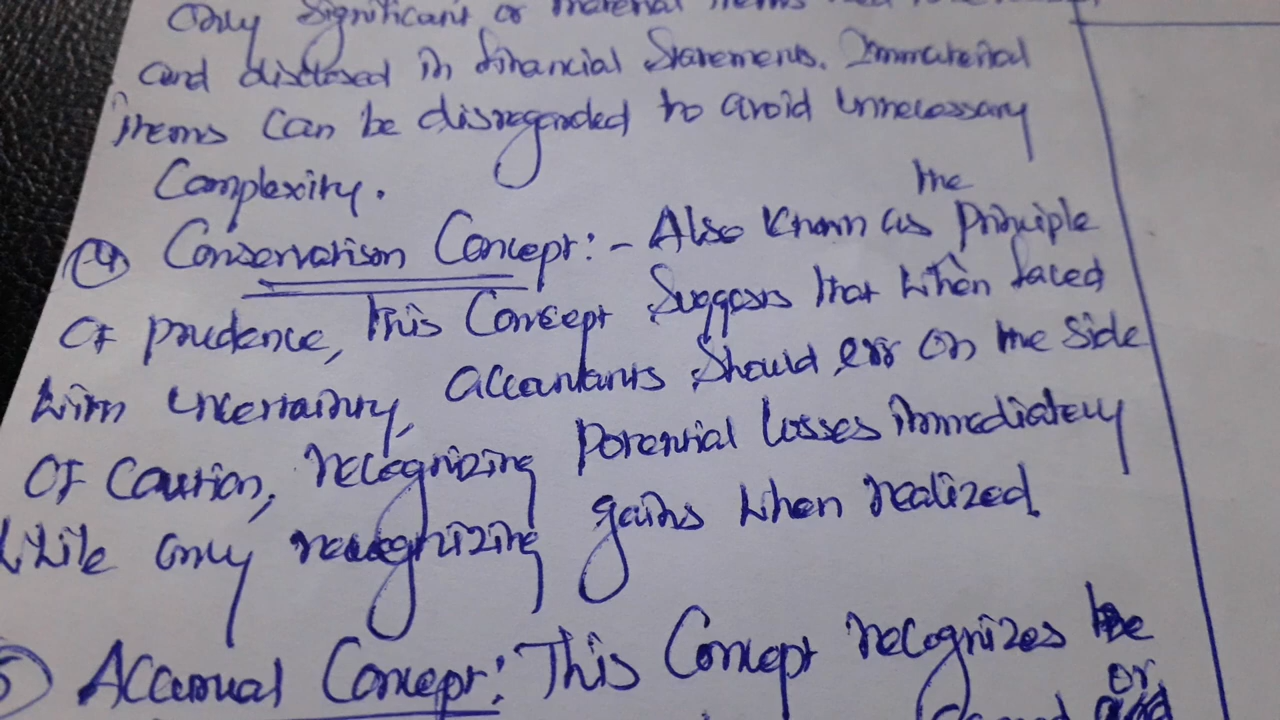 only significant or material items
and disclosed in financial Statements. Immaterial
items can be disregarded to avoid unnecessary
Complexity.
④ Conservatism Concept:- Also known as the principle
of prudence, this Concept suggests that when faced
with uncertainty, accountants should err on the side
of caution, recognizing potential losses immediately
while only recognizing gains when realized.
5 Accrual Concept: This Concept recognizes
or